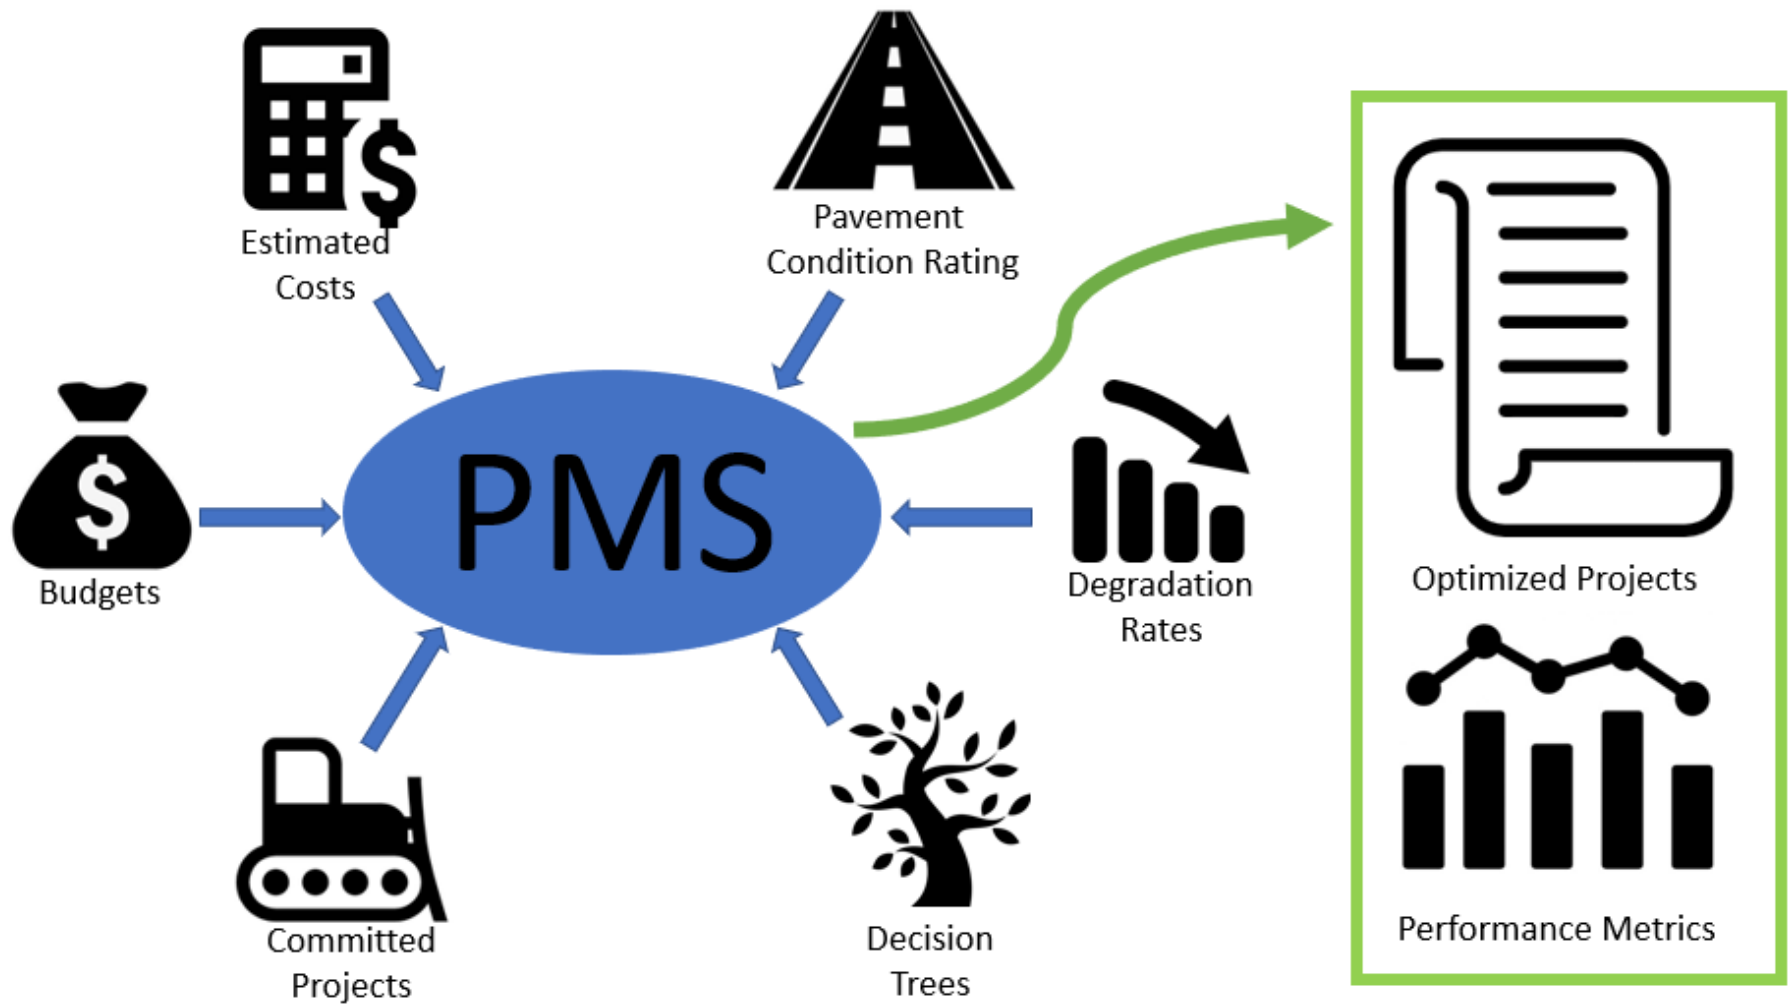 Estimated
Costs
Pavement
Condition Rating
Budgets
PMS
Degradation
Rates
Committed
Projects
Decision
Trees
Optimized Projects
Performance Metrics
$
$